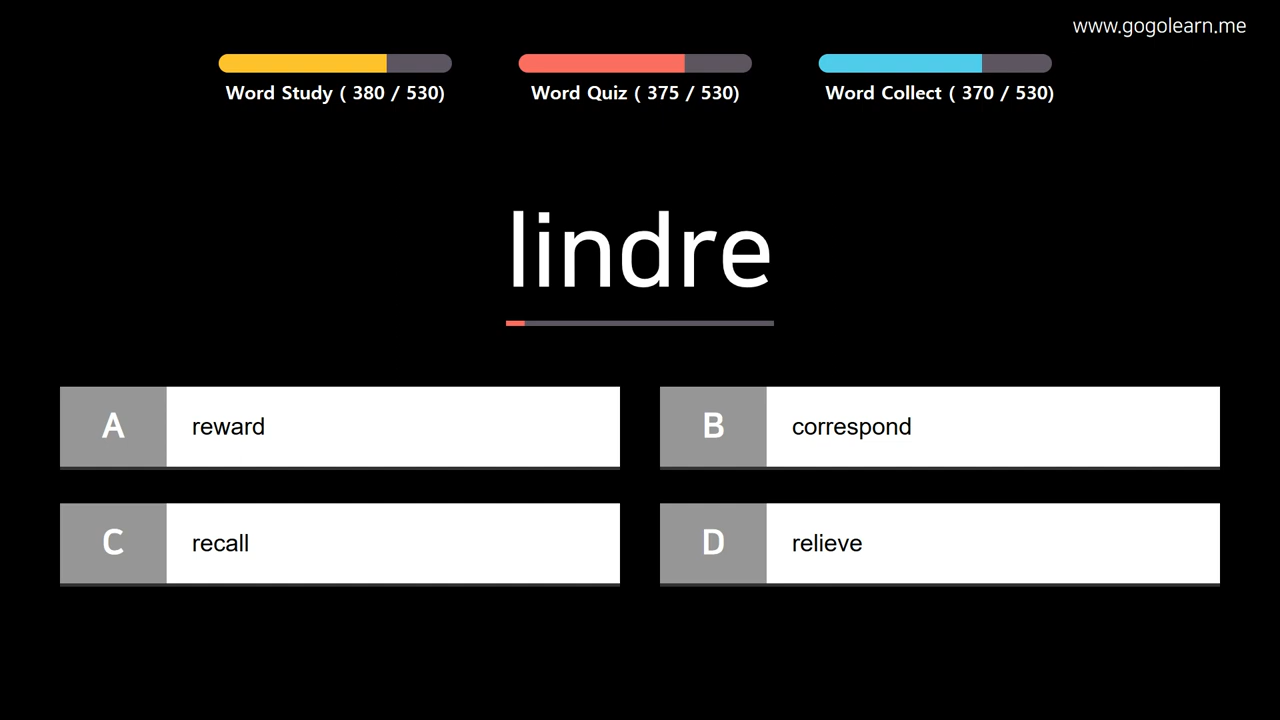 www.gogolearn.me
Word Study ( 380 / 530)
Word Quiz ( 375 / 530)
Word Collect ( 370 / 530)
lindre
A reward
B correspond
C recall
D relieve